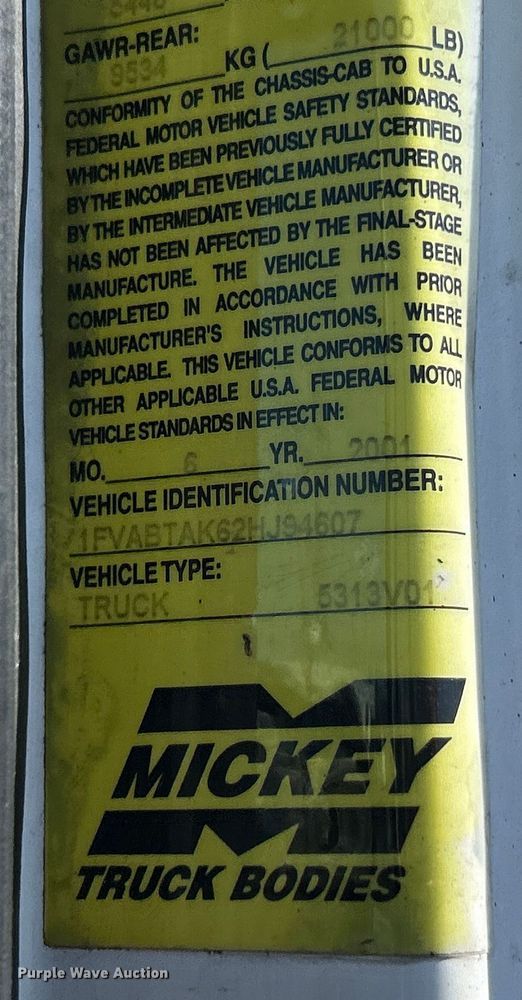 GAWR-REAR:
9534 KG ( 21000 LB)
CONFORMITY OF THE CHASSIS-CAB TO U.S.A.
FEDERAL MOTOR VEHICLE SAFETY STANDARDS,
WHICH HAVE BEEN PREVIOUSLY FULLY CERTIFIED
BY THE INCOMPLETE VEHICLE MANUFACTURER OR
BY THE INTERMEDIATE VEHICLE MANUFACTURER,
HAS NOT BEEN AFFECTED BY THE FINAL-STAGE
MANUFACTURE. THE VEHICLE HAS BEEN
COMPLETED IN ACCORDANCE WITH PRIOR
MANUFACTURER'S INSTRUCTIONS, WHERE
APPLICABLE. THIS VEHICLE CONFORMS TO ALL
OTHER APPLICABLE U.S.A. FEDERAL MOTOR
VEHICLE STANDARDS IN EFFECT IN:
MO. 6 YR. 2001
VEHICLE IDENTIFICATION NUMBER:
1FVABTAK62HJ94607
VEHICLE TYPE:
TRUCK 5313V01
MICKEY
TRUCK BODIES
Purple Wave Auction